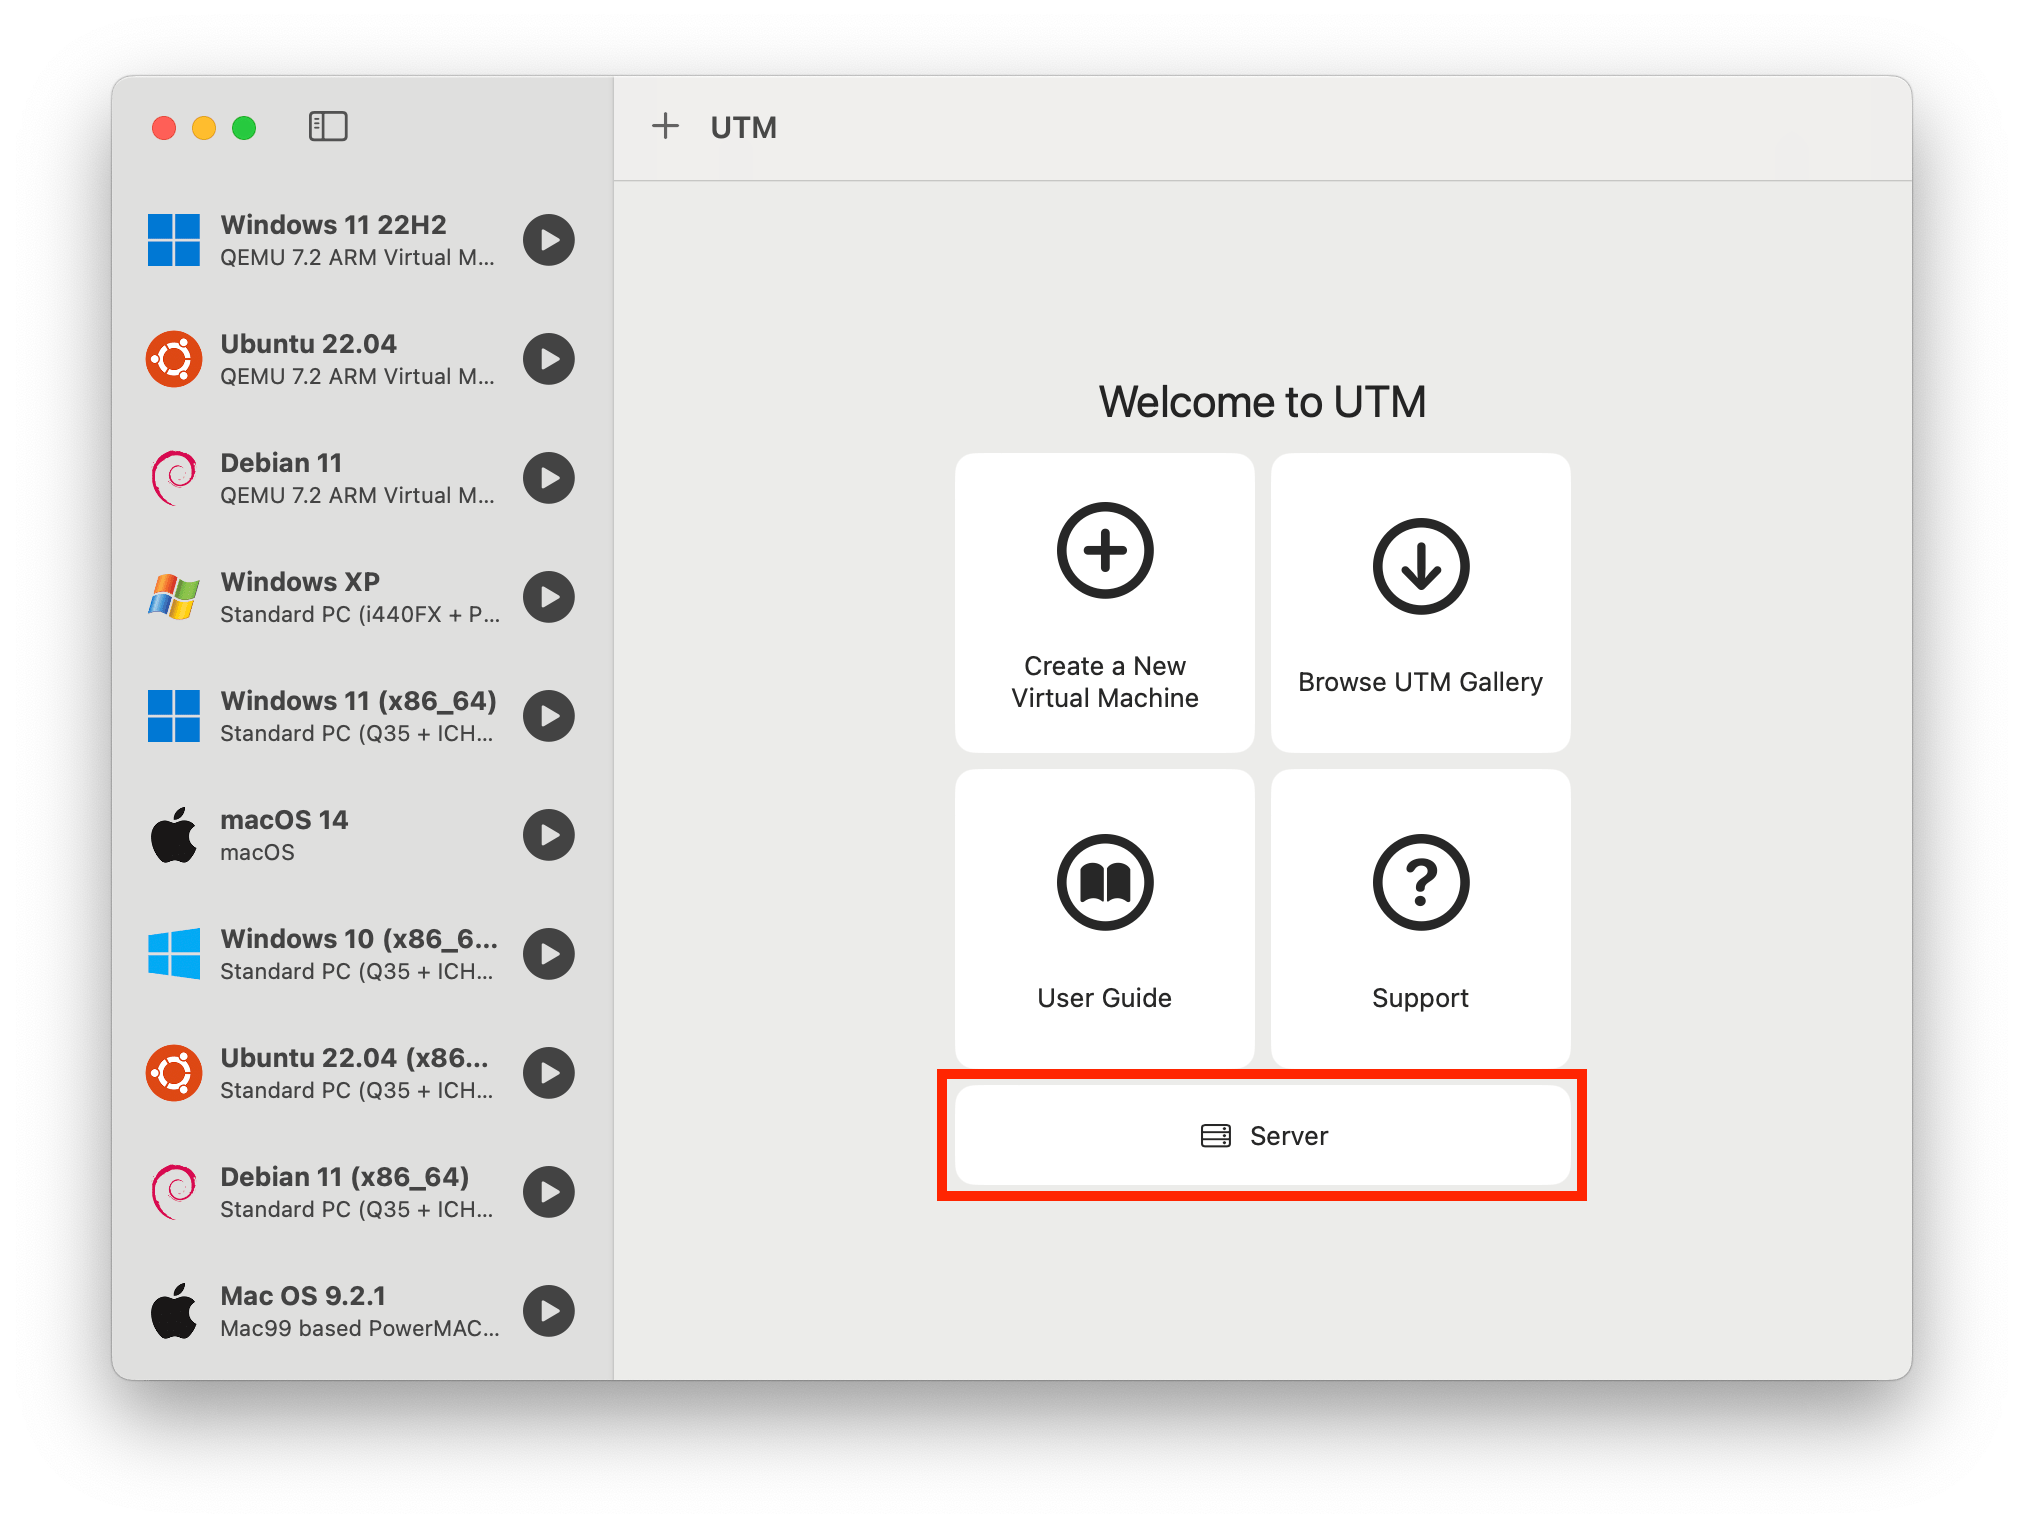 UTM
Windows 11 22H2
QEMU 7.2 ARM Virtual M...
Ubuntu 22.04
QEMU 7.2 ARM Virtual M...
Debian 11
QEMU 7.2 ARM Virtual M...
Windows XP
Standard PC (i440FX + P...
Windows 11 (x86_64)
Standard PC (Q35 + ICH...
macOS 14
macOS
Windows 10 (x86_6...
Standard PC (Q35 + ICH...
Ubuntu 22.04 (x86...
Standard PC (Q35 + ICH...
Debian 11 (x86_64)
Standard PC (Q35 + ICH...
Mac OS 9.2.1
Mac99 based PowerMAC...
Welcome to UTM
Create a New
Virtual Machine
Browse UTM Gallery
User Guide
Support
Server